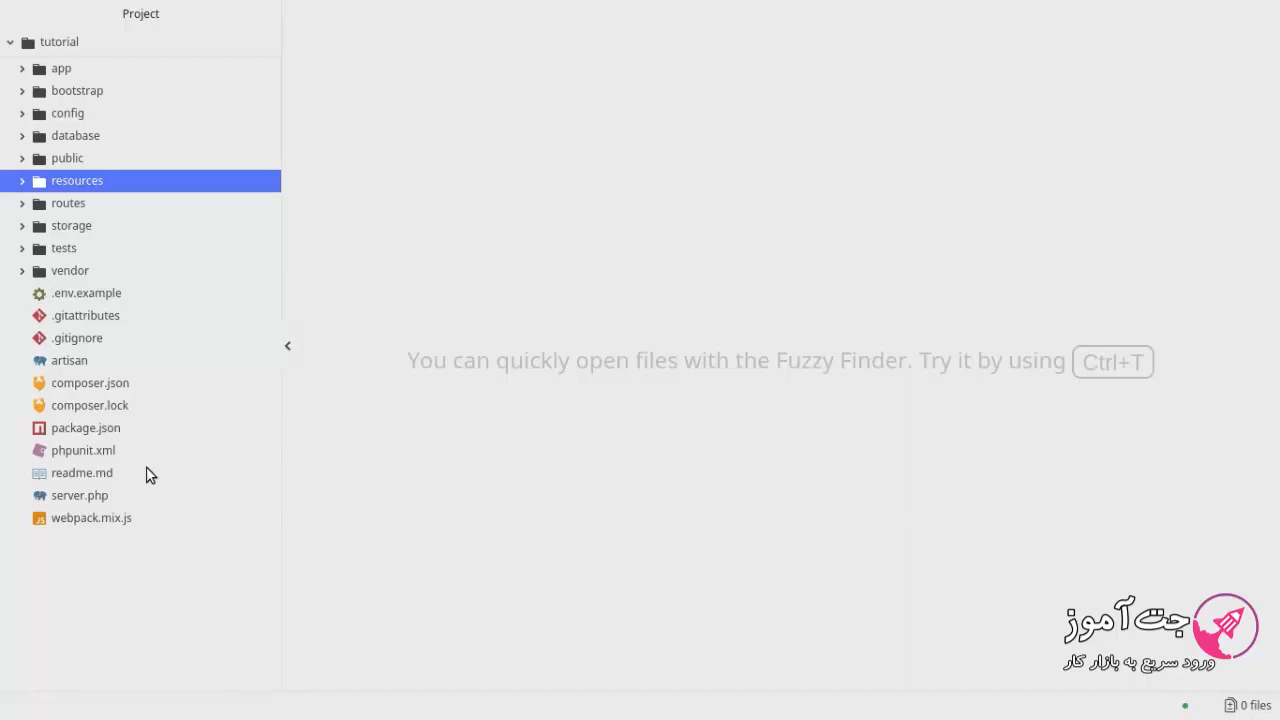 Project
tutorial
app
bootstrap
config
database
public
resources
routes
storage
tests
vendor
.env.example
.gitattributes
.gitignore
artisan
composer.json
composer.lock
package.json
phpunit.xml
readme.md
server.php
webpack.mix.js
You can quickly open files with the Fuzzy Finder. Try it by using Ctrl+T
جت آموز
ورود سریع به بازار کار
0 files